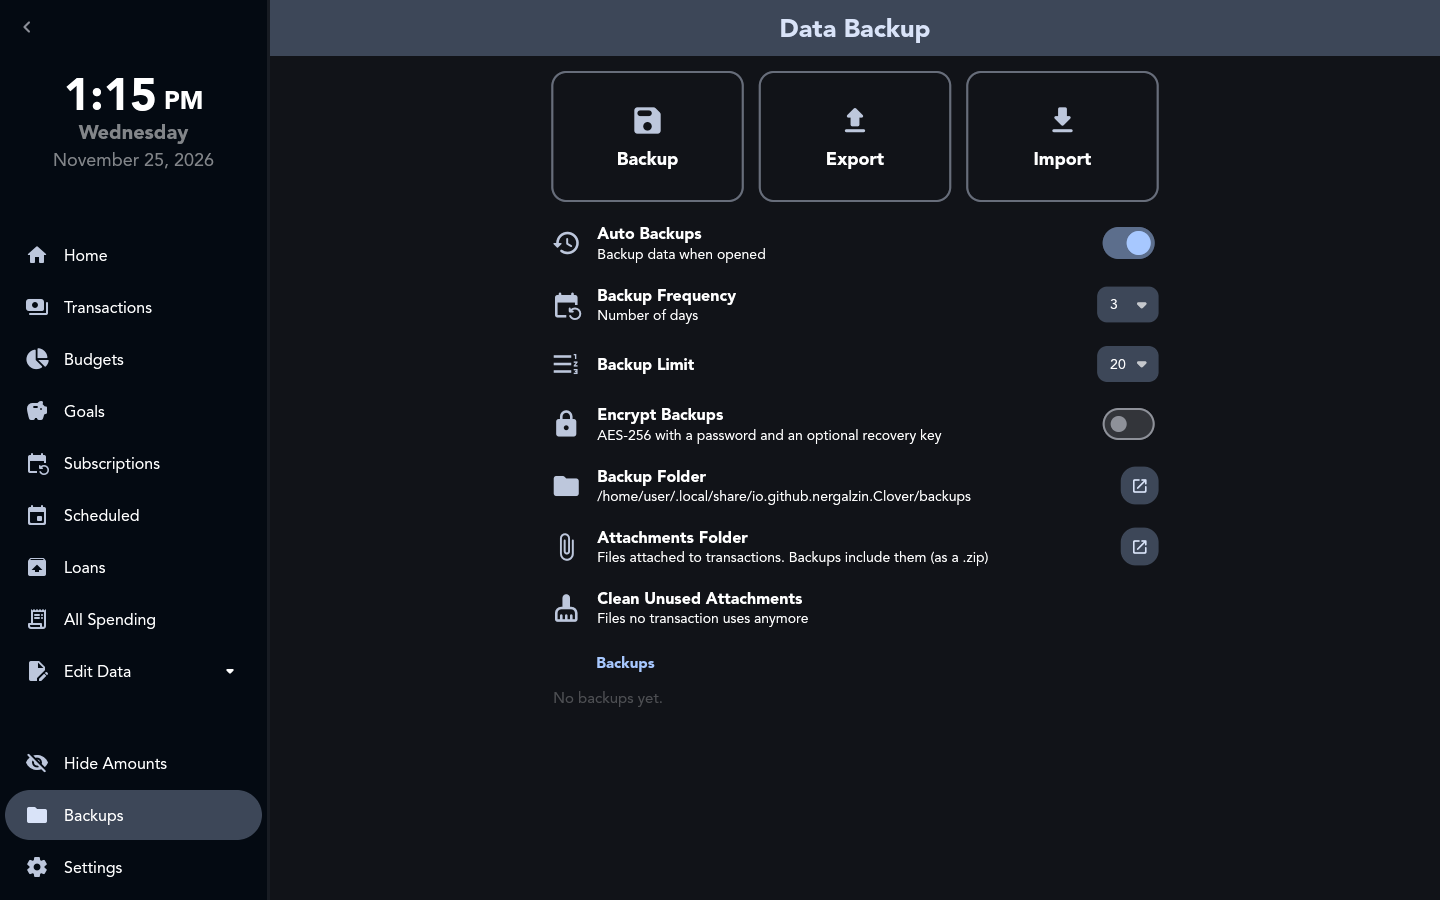 1:15 PM
Wednesday
November 25, 2026
Home
Transactions
Budgets
Goals
Subscriptions
Scheduled
Loans
All Spending
Edit Data
Hide Amounts
Backups
Settings
Data Backup
Backup
Export
Import
Auto Backups
Backup data when opened
Backup Frequency
Number of days
3
Backup Limit
20
Encrypt Backups
AES-256 with a password and an optional recovery key
Backup Folder
/home/user/.local/share/io.github.nergalzin.Clover/backups
Attachments Folder
Files attached to transactions. Backups include them (as a .zip)
Clean Unused Attachments
Files no transaction uses anymore
Backups
No backups yet.